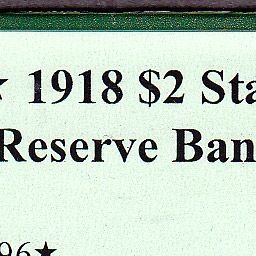 ★ 1918 $2 Sta
Reserve Ban
96★